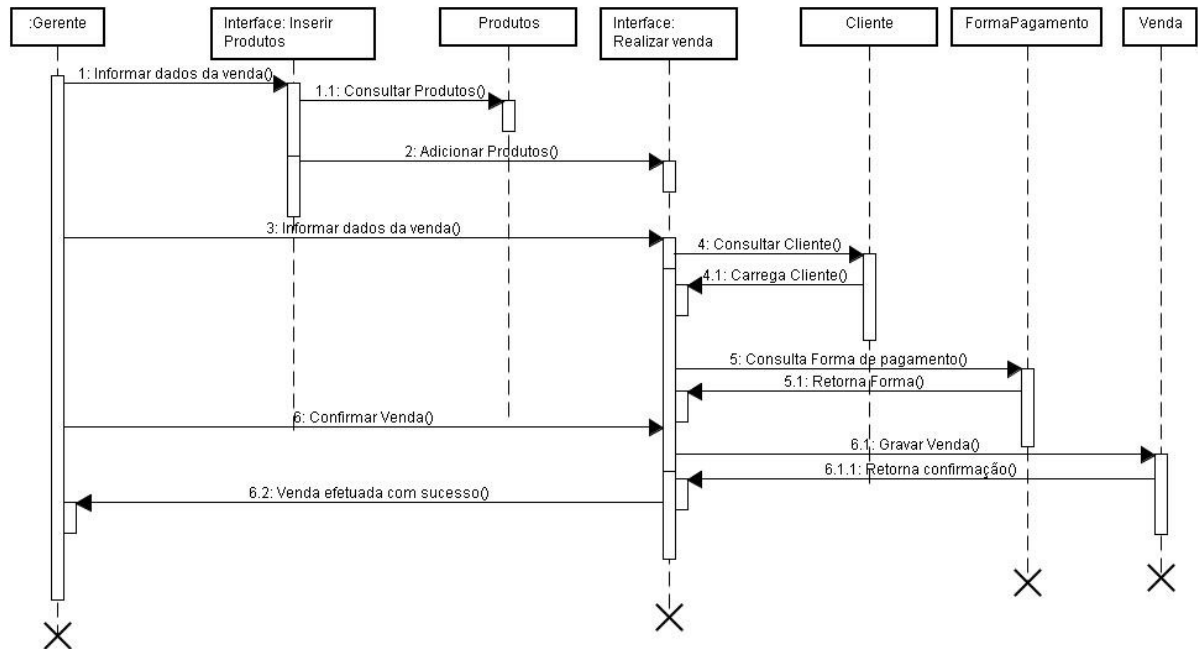 :Gerente
Interface: Inserir
Produtos
Produtos
Interface:
Realizar venda
Cliente
FormaPagamento
Venda
1: Informar dados da venda()
1.1: Consultar Produtos()
2: Adicionar Produtos()
3: Informar dados da venda()
4: Consultar Cliente()
4.1: Carrega Cliente()
5: Consulta Forma de pagamento()
5.1: Retorna Forma()
6: Confirmar Venda()
6.1: Gravar Venda()
6.1.1: Retorna confirmação()
6.2: Venda efetuada com sucesso()